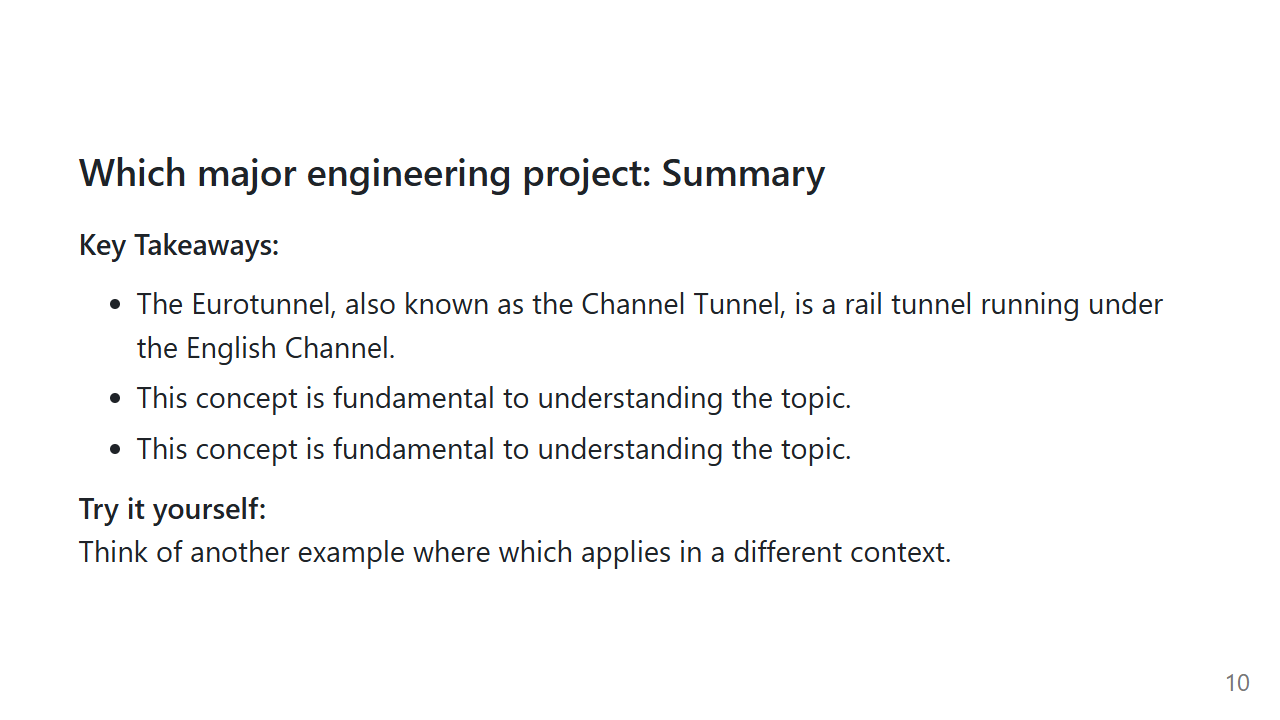 Which major engineering project: Summary
Key Takeaways:
• The Eurotunnel, also known as the Channel Tunnel, is a rail tunnel running under
the English Channel.
• This concept is fundamental to understanding the topic.
• This concept is fundamental to understanding the topic.
Try it yourself:
Think of another example where which applies in a different context.
10